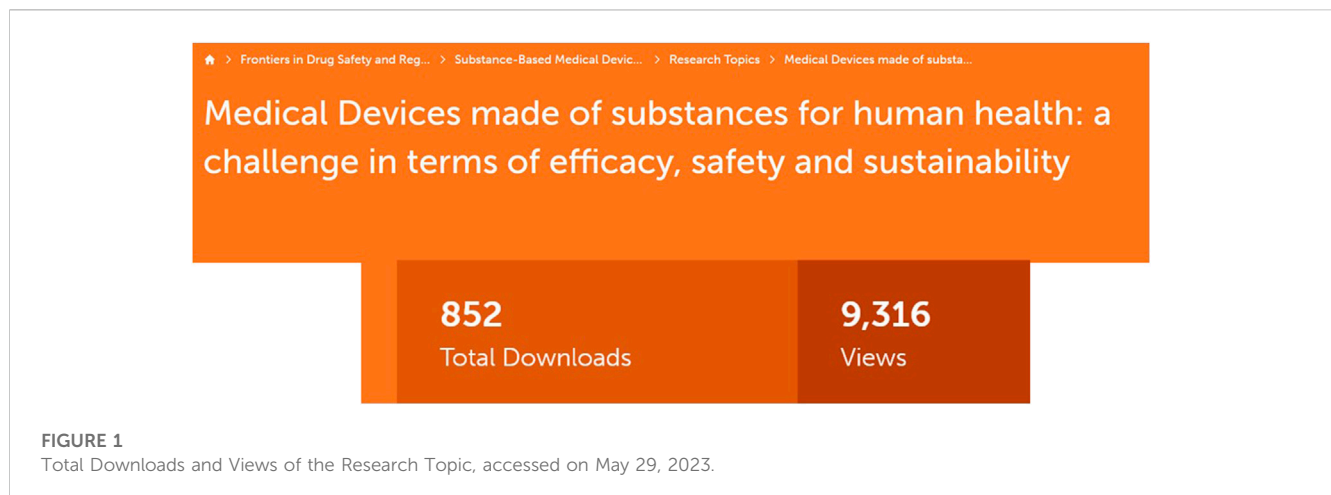 > Frontiers in Drug Safety and Reg... > Substance-Based Medical Devic... > Research Topics > Medical Devices made of substa...
Medical Devices made of substances for human health: a
challenge in terms of efficacy, safety and sustainability
852
Total Downloads
9,316
Views
FIGURE 1
Total Downloads and Views of the Research Topic, accessed on May 29, 2023.